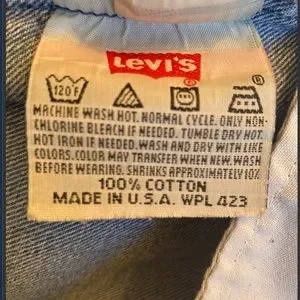 LEVI'S
120°F
MACHINE WASH HOT. NORMAL CYCLE. ONLY NON-
CHLORINE BLEACH IF NEEDED. TUMBLE DRY HOT.
HOT IRON IF NEEDED. WASH AND DRY WITH LIKE
COLORS. COLOR MAY TRANSFER WHEN NEW. WASH
BEFORE WEARING. SHRINKS APPROXIMATELY 10%
100% COTTON
MADE IN U.S.A. WPL 423